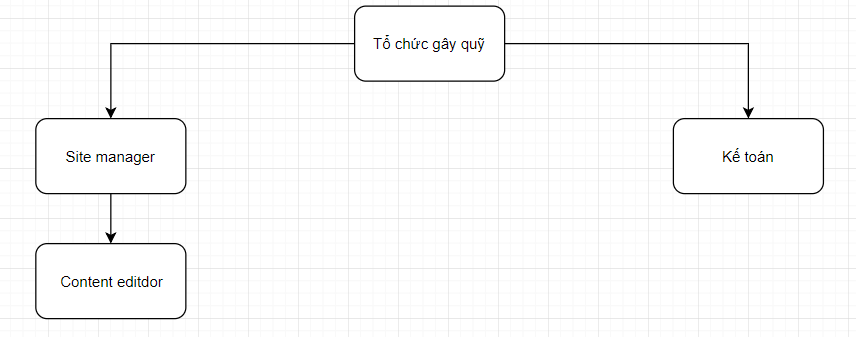 Tổ chức gây quỹ
Site manager
Kế toán
Content editdor